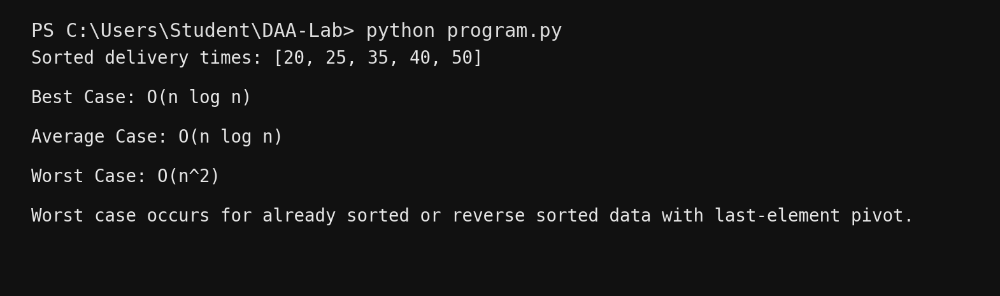 PS C:\Users\Student\DAA-Lab> python program.py
Sorted delivery times: [20, 25, 35, 40, 50]
Best Case: O(n log n)
Average Case: O(n log n)
Worst Case: O(n^2)
Worst case occurs for already sorted or reverse sorted data with last-element pivot.